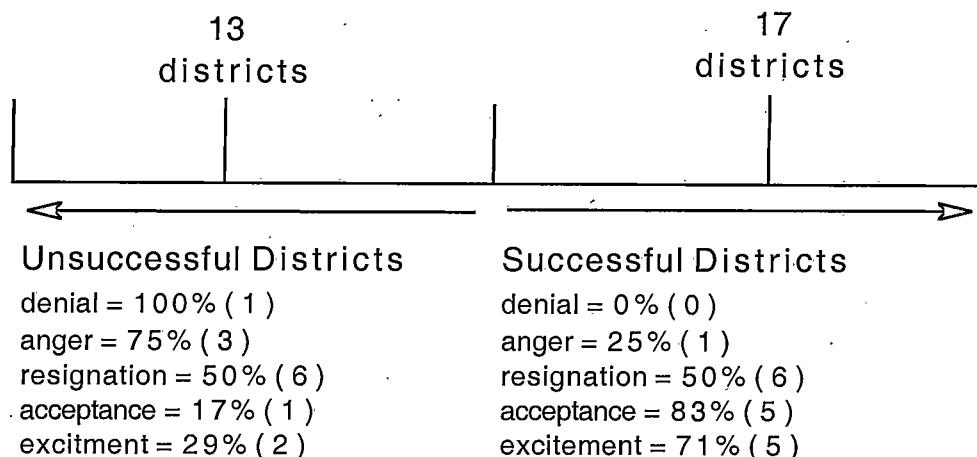 13
districts
17
districts
Unsuccessful Districts
denial = 100% (1)
anger = 75% (3)
resignation = 50% (6)
acceptance = 17% (1)
excitment = 29% (2)
Successful Districts
denial = 0% (0)
anger = 25% (1)
resignation = 50% (6)
acceptance = 83% (5)
excitement = 71% (5)